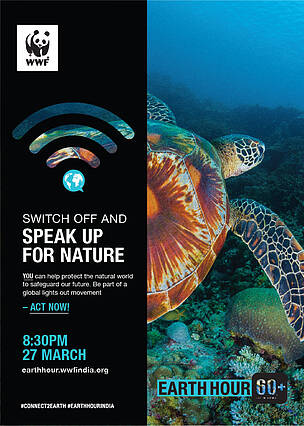 WWF
SWITCH OFF AND
SPEAK UP
FOR NATURE
YOU can help protect the natural world
to safeguard our future. Be part of a
global lights out movement
– ACT NOW!
8:30PM
27 MARCH
earthhour.wwfindia.org
EARTH HOUR 60+
#CONNECT2EARTH #EARTHHOURINDIA